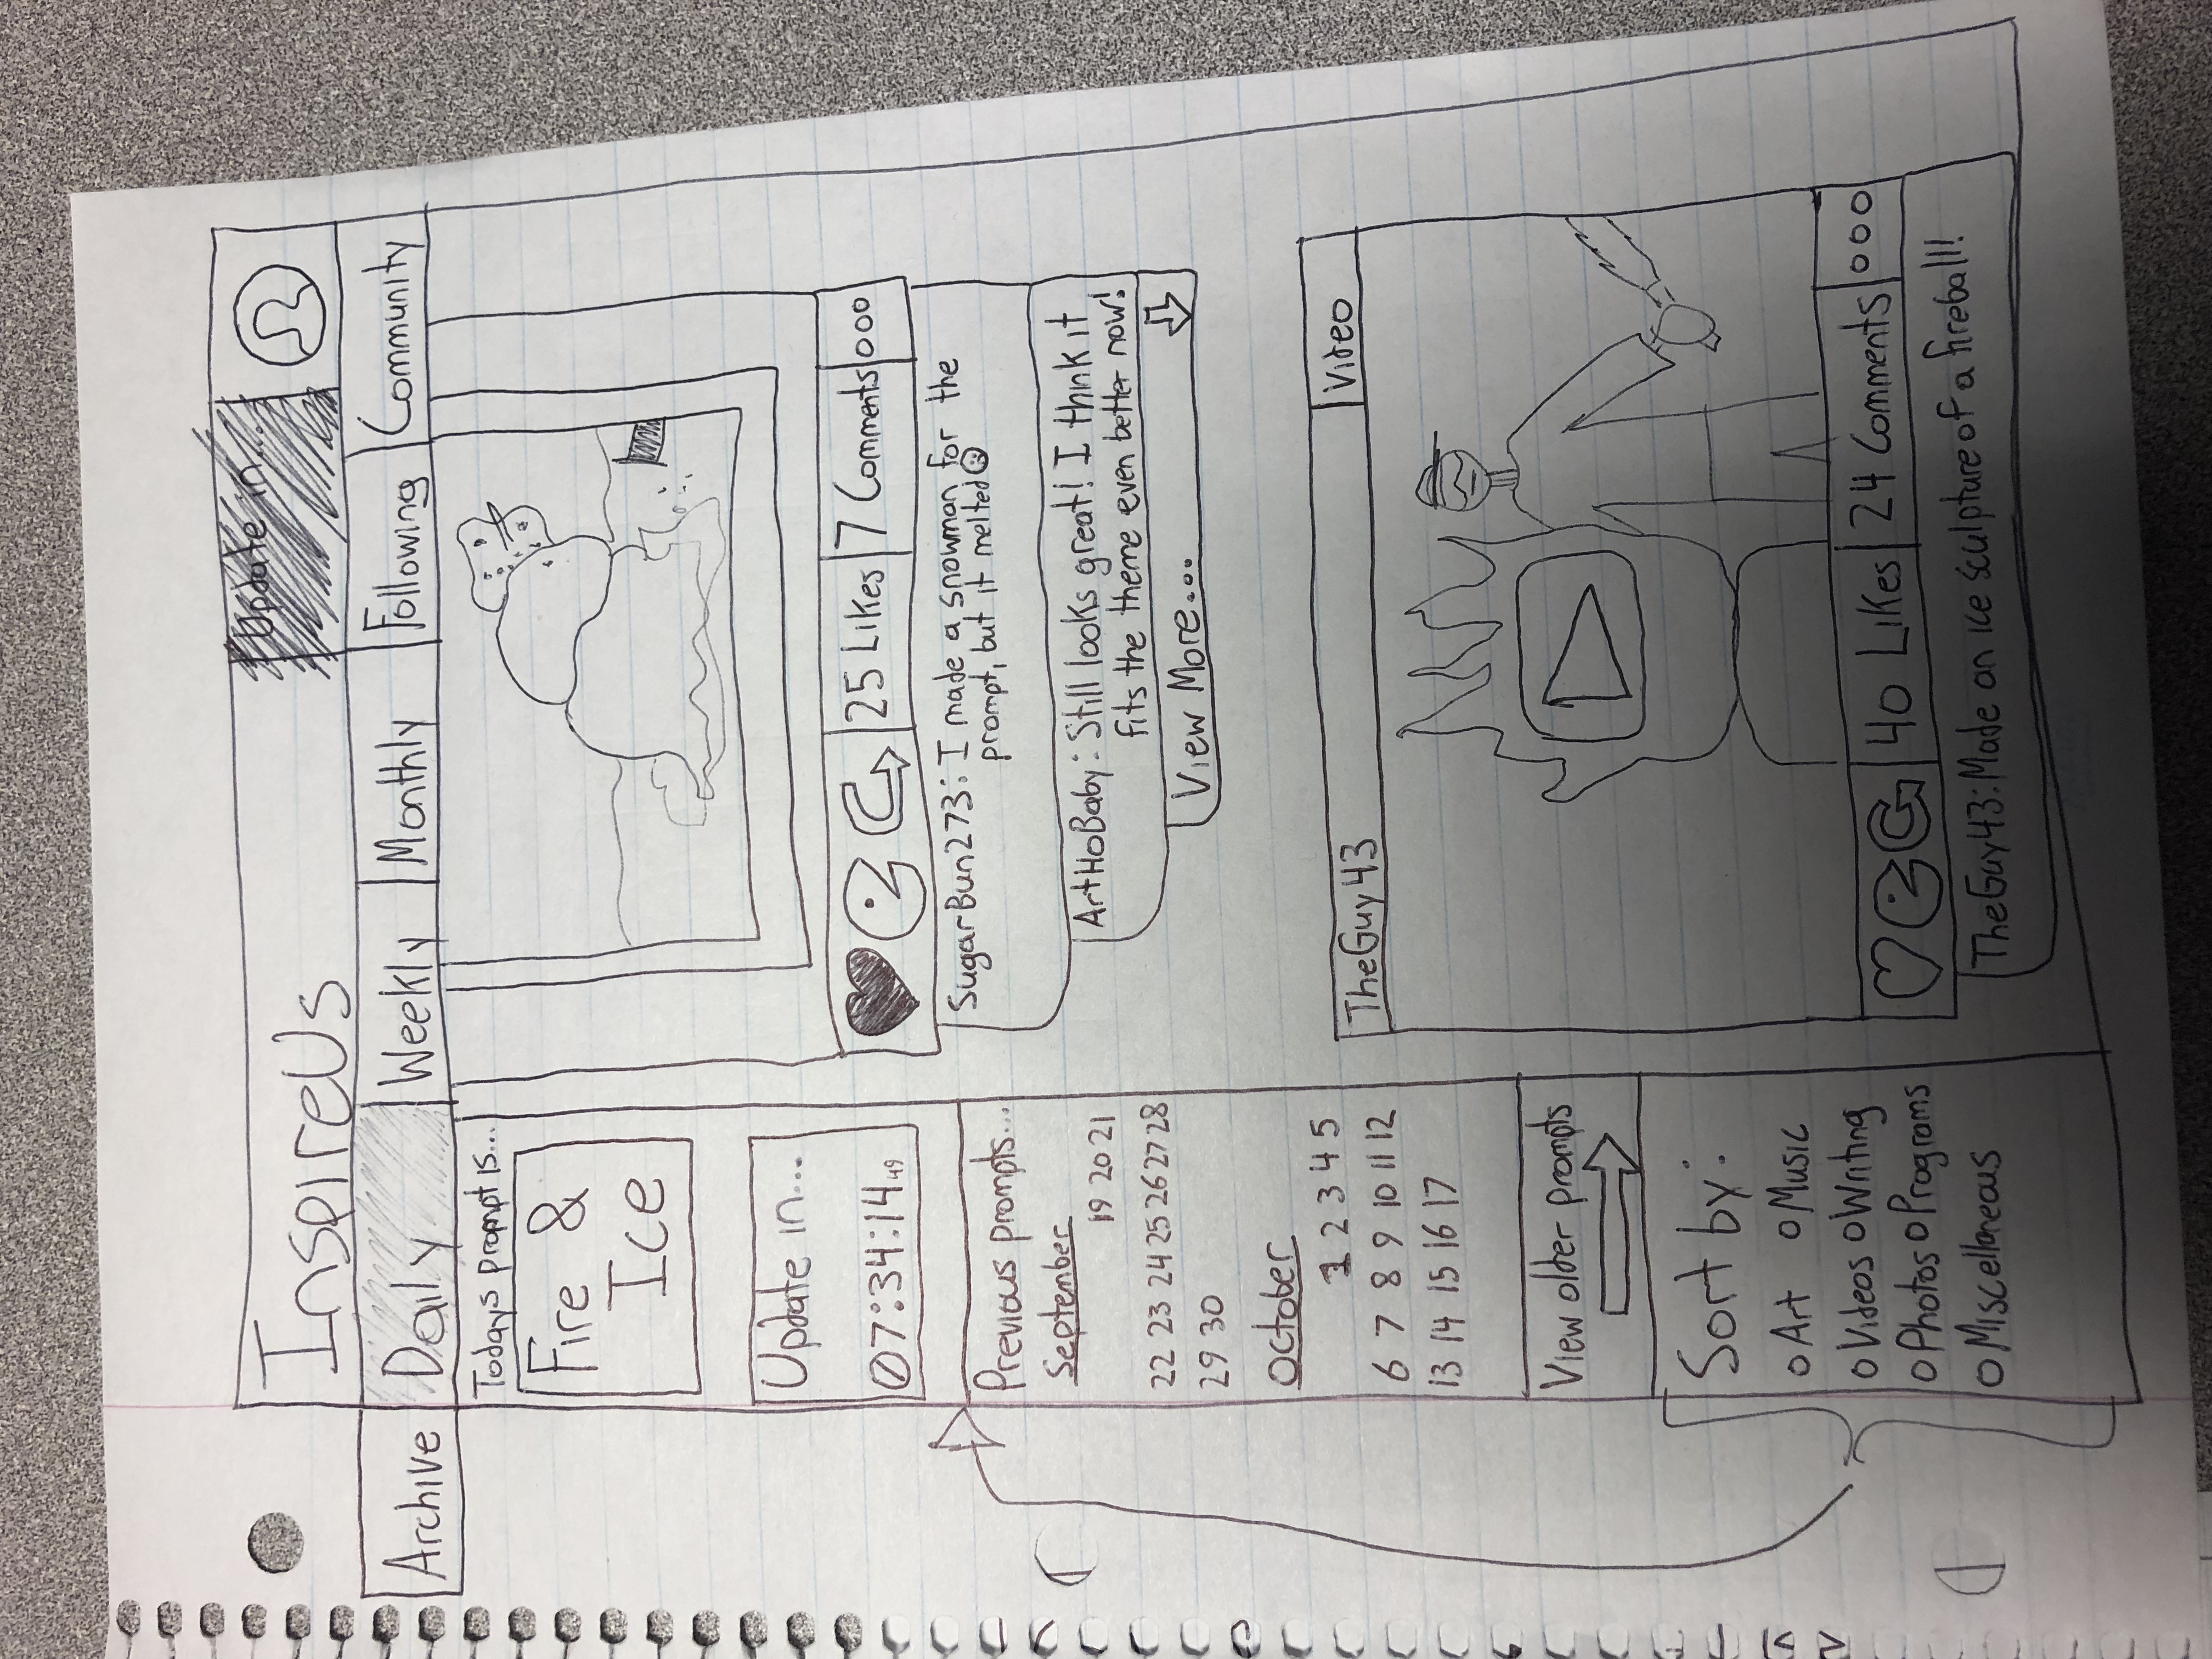 InspireUs
Update in...
Archive Daily Weekly Monthly Following Community
Todays prompt is...
Fire &
Ice
Update in...
07:34:14 49
Previous prompts...
September
19 20 21
22 23 24 25 26 27 28
29 30
October
1 2 3 4 5
6 7 8 9 10 11 12
13 14 15 16 17
View older prompts
Sort by:
Art Music
Videos Writing
Photos Programs
Miscellaneous
25 Likes 7 Comments
SugarBun273: I made a snowman for the
prompt, but it melted
ArtHoBaby: Still looks great! I think it
fits the theme even better now!
View More...
TheGuy43 Video
40 Likes 24 Comments
TheGuy43: Made an ice sculpture of a fireball!!